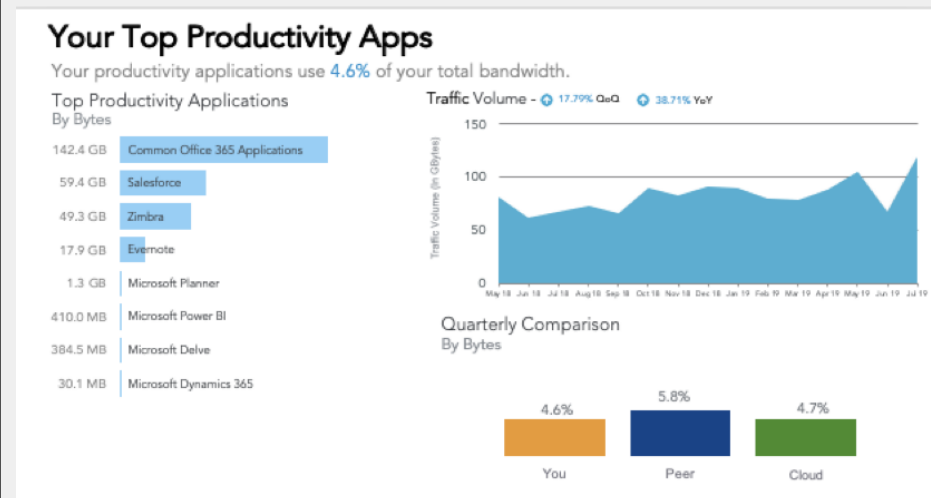 Your Top Productivity Apps
Your productivity applications use 4.6% of your total bandwidth.
Top Productivity Applications
By Bytes
142.4 GB Common Office 365 Applications
59.4 GB Salesforce
49.3 GB Zimbra
17.9 GB Evernote
1.3 GB Microsoft Planner
410.0 MB Microsoft Power BI
384.5 MB Microsoft Delve
30.1 MB Microsoft Dynamics 365
Traffic Volume - 17.79% QoQ 38.71% YoY
Traffic Volume (in GBytes)
150
100
50
0
May 18 Jun 18 Jul 18 Aug 18 Sep 18 Oct 18 Nov 18 Dec 18 Jan 19 Feb 19 Mar 19 Apr 19 May 19 Jun 19 Jul 19
Quarterly Comparison
By Bytes
4.6% 5.8% 4.7%
You Peer Cloud